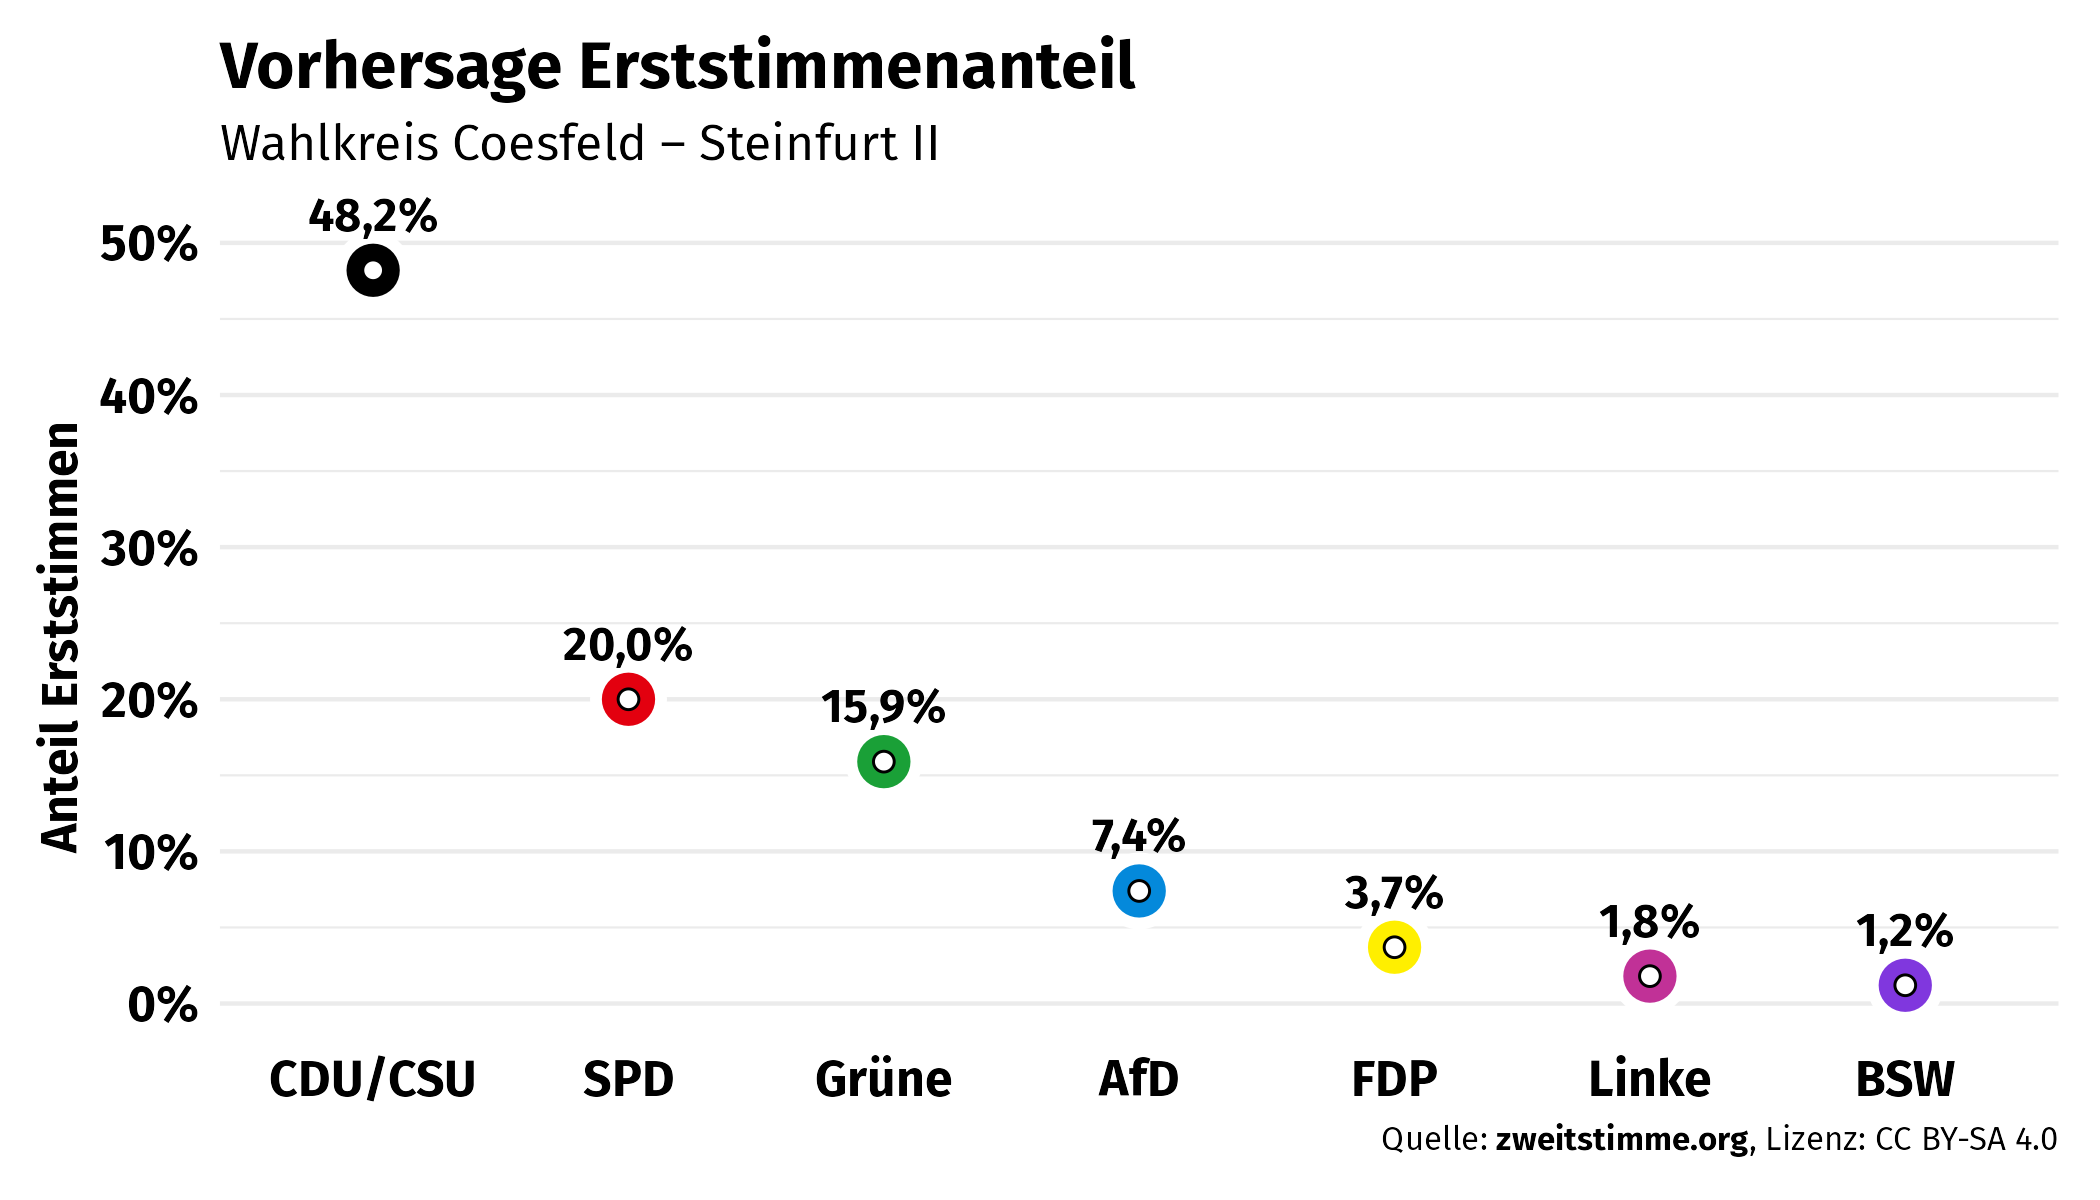 Vorhersage Erststimmenanteil
Wahlkreis Coesfeld – Steinfurt II
Anteil Erststimmen
50%
40%
30%
20%
10%
0%
48,2%
20,0%
15,9%
7,4%
3,7%
1,8%
1,2%
CDU/CSU SPD Grüne AfD FDP Linke BSW
Quelle: zweitstimme.org, Lizenz: CC BY-SA 4.0